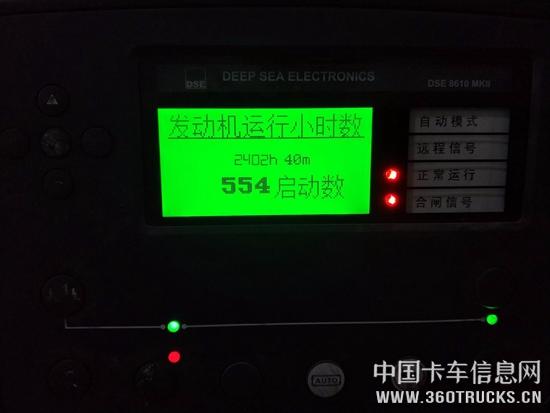 DSE
DEEP SEA ELECTRONICS
DSE 8610 MKII
发动机运行小时数
2402h 40m
554 启动数
自动模式
远程信号
正常运行
合闸信号
AUTO
中国卡车信息网
WWW.360TRUCKS.CN